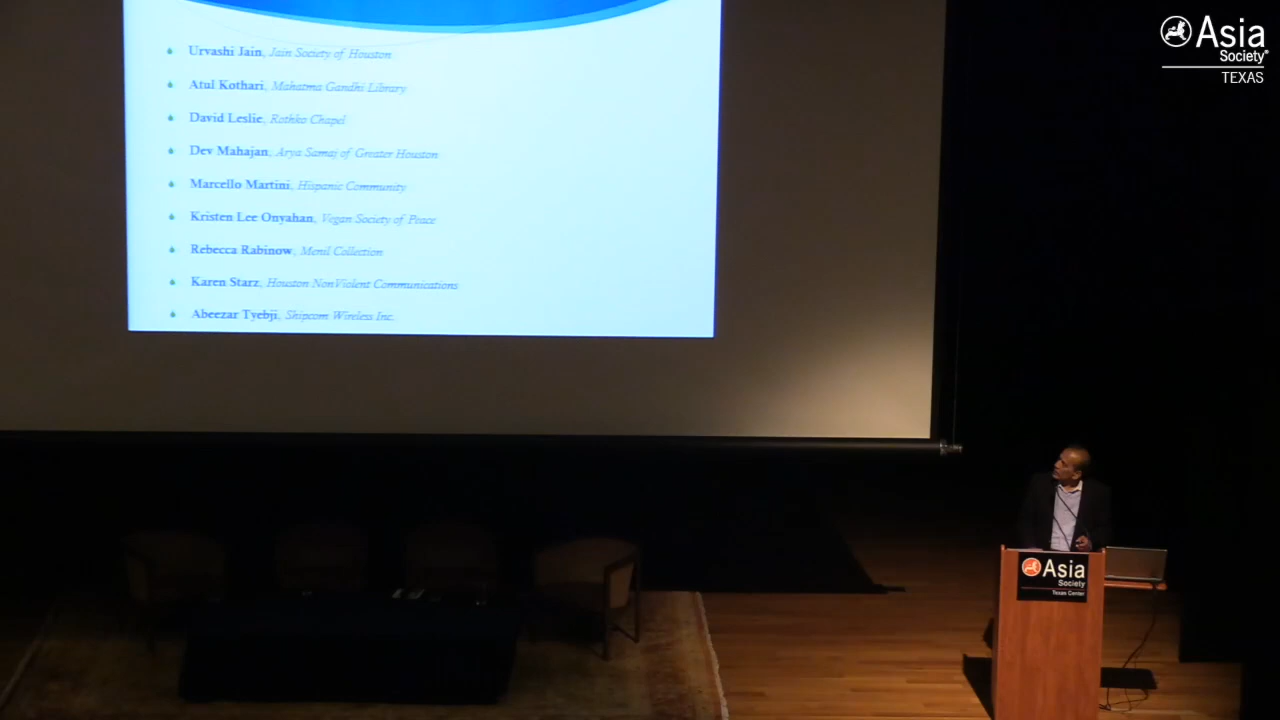 Urvashi Jain, Jain Society of Houston
Atul Kothari, Mahatma Gandhi Library
David Leslie, Rothko Chapel
Dev Mahajan, Arya Samaj of Greater Houston
Marcello Martini, Hispanic Community
Kristen Lee Onyahan, Vegan Society of Peace
Rebecca Rabinow, Menil Collection
Karen Starz, Houston NonViolent Communications
Abeezar Tyebji, Shipcom Wireless Inc.
Asia
Society®
TEXAS
Asia
Society
Texas Center